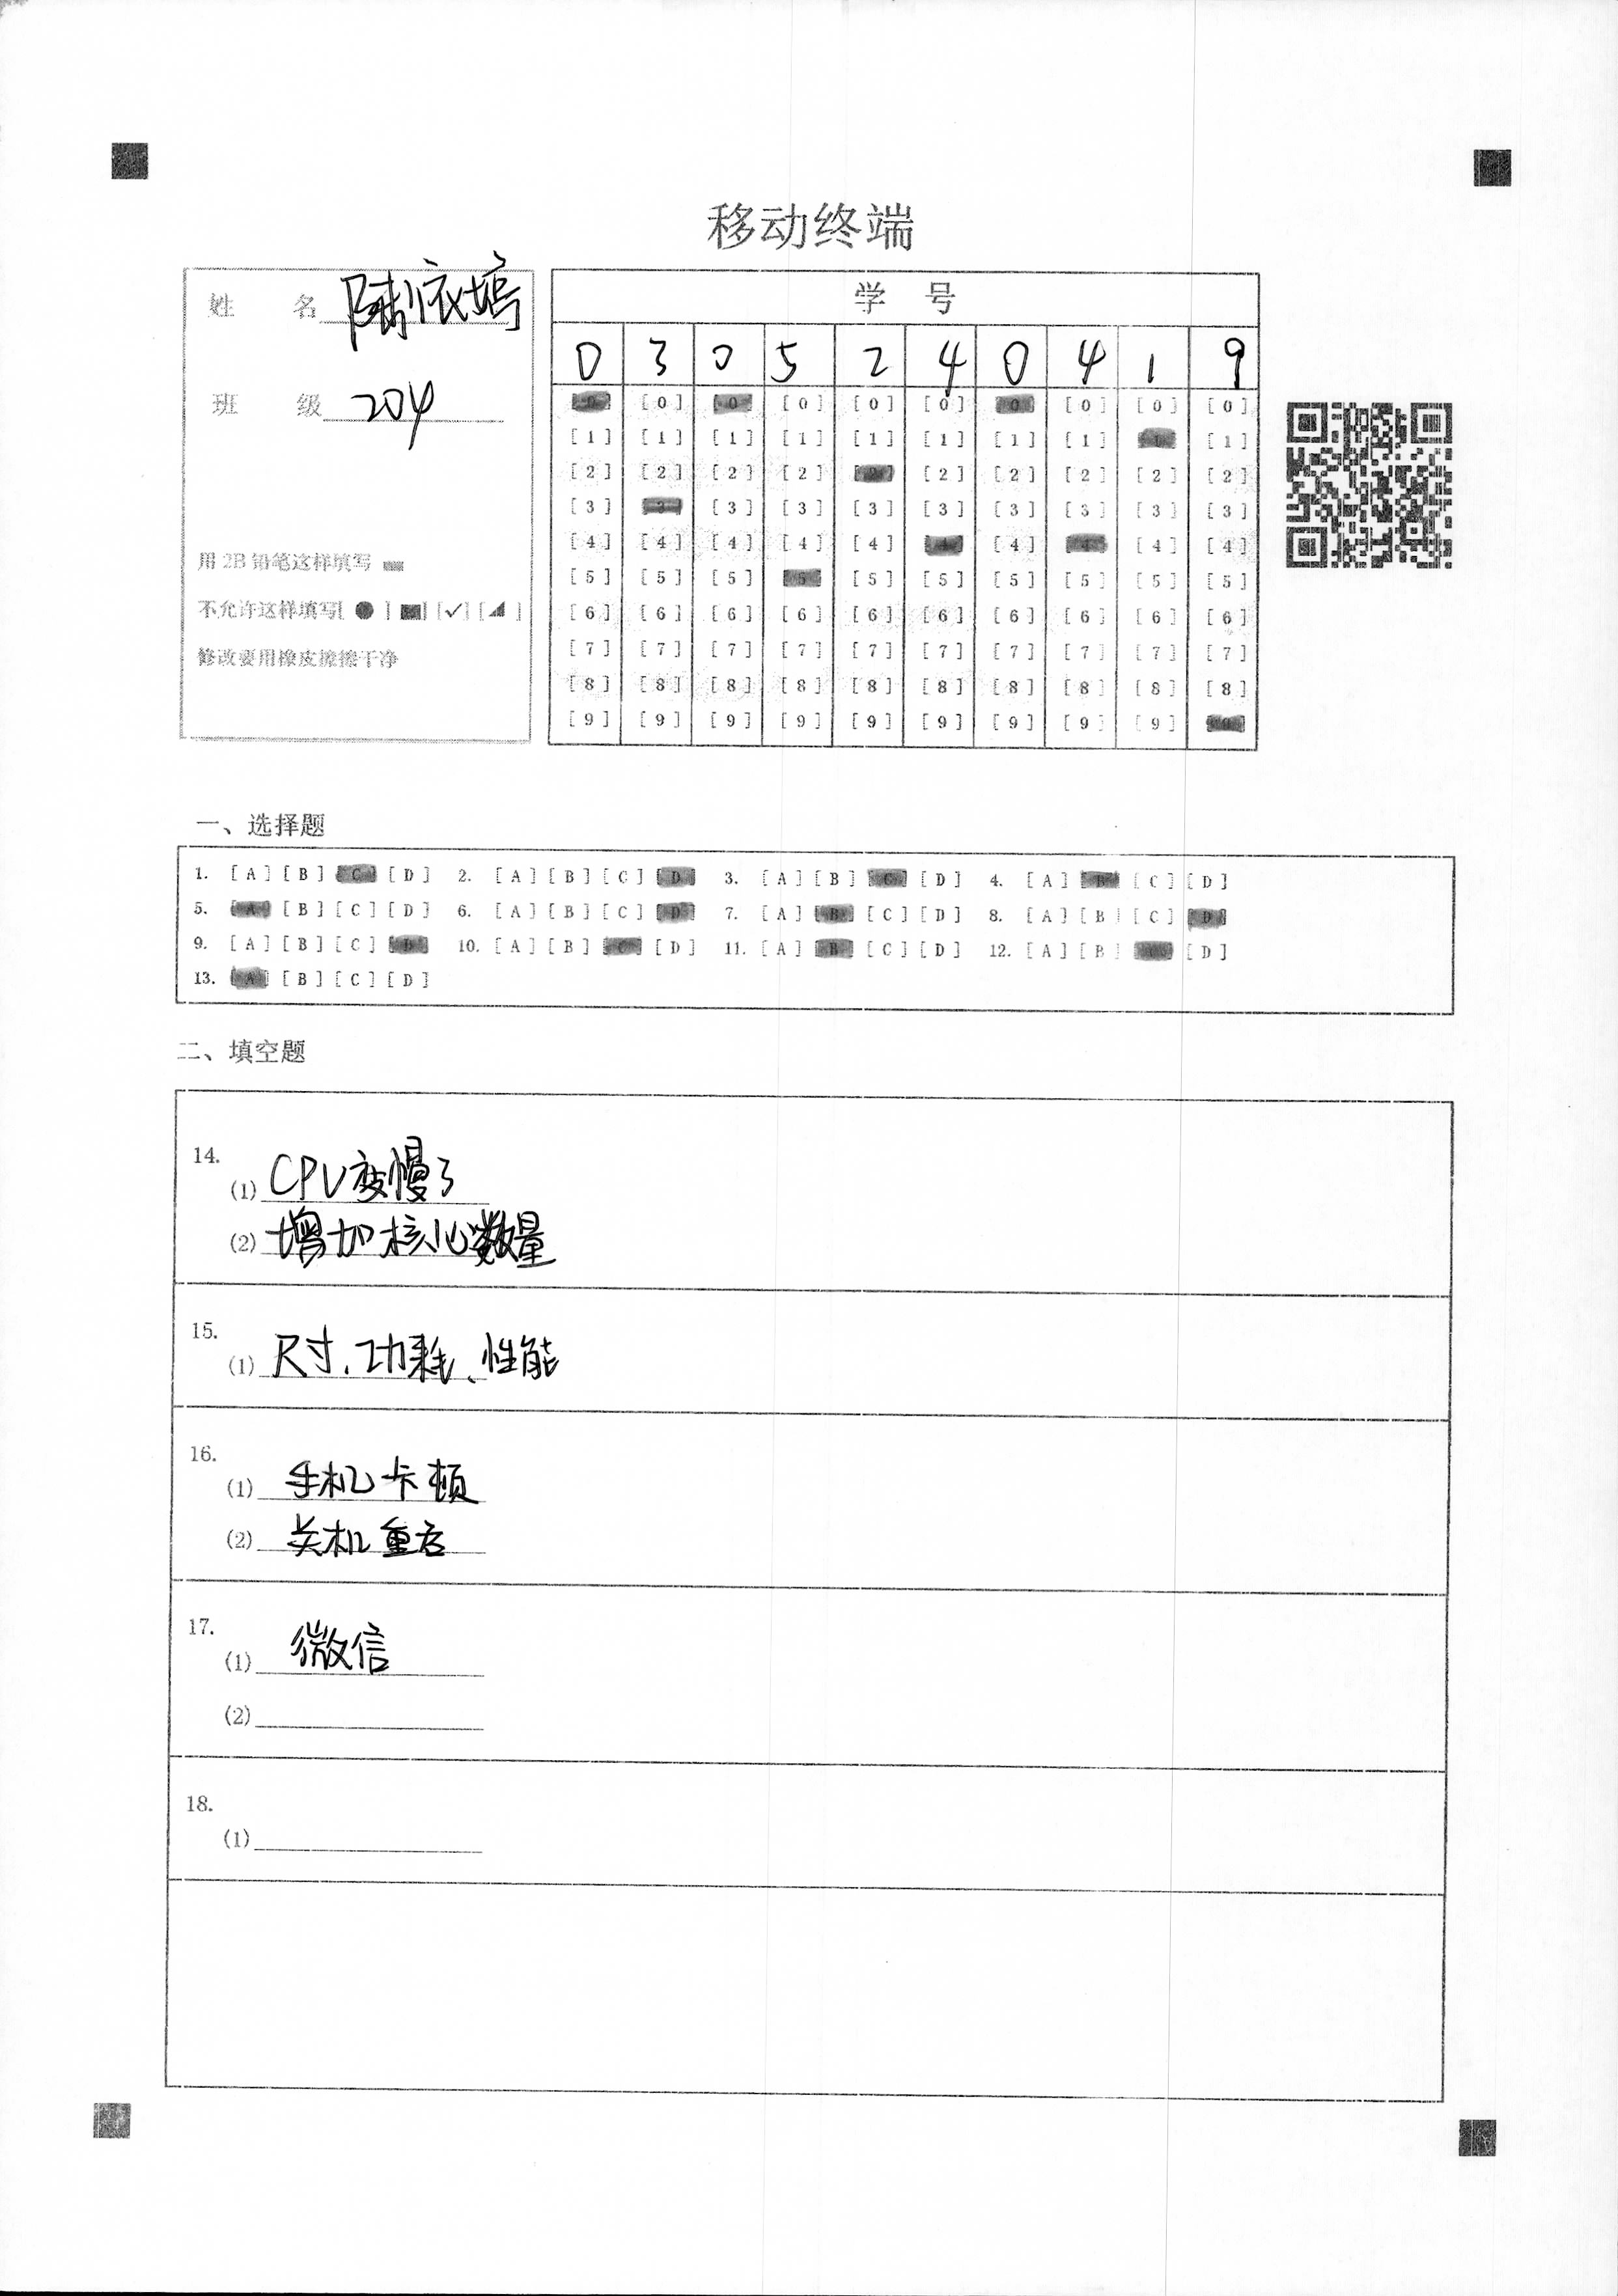 移动终端
姓 名
班 级 204
用 2B 铅笔这样填写
不允许这样填写[ ● ] [■] [✓] [◢ ]
修改要用橡皮擦擦干净
学 号
0 3 0 5 2 4 0 4 1 9
[0] [0] [0] [0] [0] [0] [0] [0] [0] [0]
[1] [1] [1] [1] [1] [1] [1] [1] [1] [1]
[2] [2] [2] [2] [2] [2] [2] [2] [2] [2]
[3] [3] [3] [3] [3] [3] [3] [3] [3] [3]
[4] [4] [4] [4] [4] [4] [4] [4] [4] [4]
[5] [5] [5] [5] [5] [5] [5] [5] [5] [5]
[6] [6] [6] [6] [6] [6] [6] [6] [6] [6]
[7] [7] [7] [7] [7] [7] [7] [7] [7] [7]
[8] [8] [8] [8] [8] [8] [8] [8] [8] [8]
[9] [9] [9] [9] [9] [9] [9] [9] [9] [9]
一、选择题
1. [A] [B] [C] [D] 2. [A] [B] [C] [D] 3. [A] [B] [C] [D] 4. [A] [B] [C] [D]
5. [A] [B] [C] [D] 6. [A] [B] [C] [D] 7. [A] [B] [C] [D] 8. [A] [B] [C] [D]
9. [A] [B] [C] [D] 10. [A] [B] [C] [D] 11. [A] [B] [C] [D] 12. [A] [B] [C] [D]
13. [A] [B] [C] [D]
二、填空题
14.
(1) CPU变慢了
(2) 增加核心数量
15.
(1) 尺寸、功耗、性能
16.
(1) 手机卡顿
(2) 关机重启
17.
(1) 微信
(2)
18.
(1)